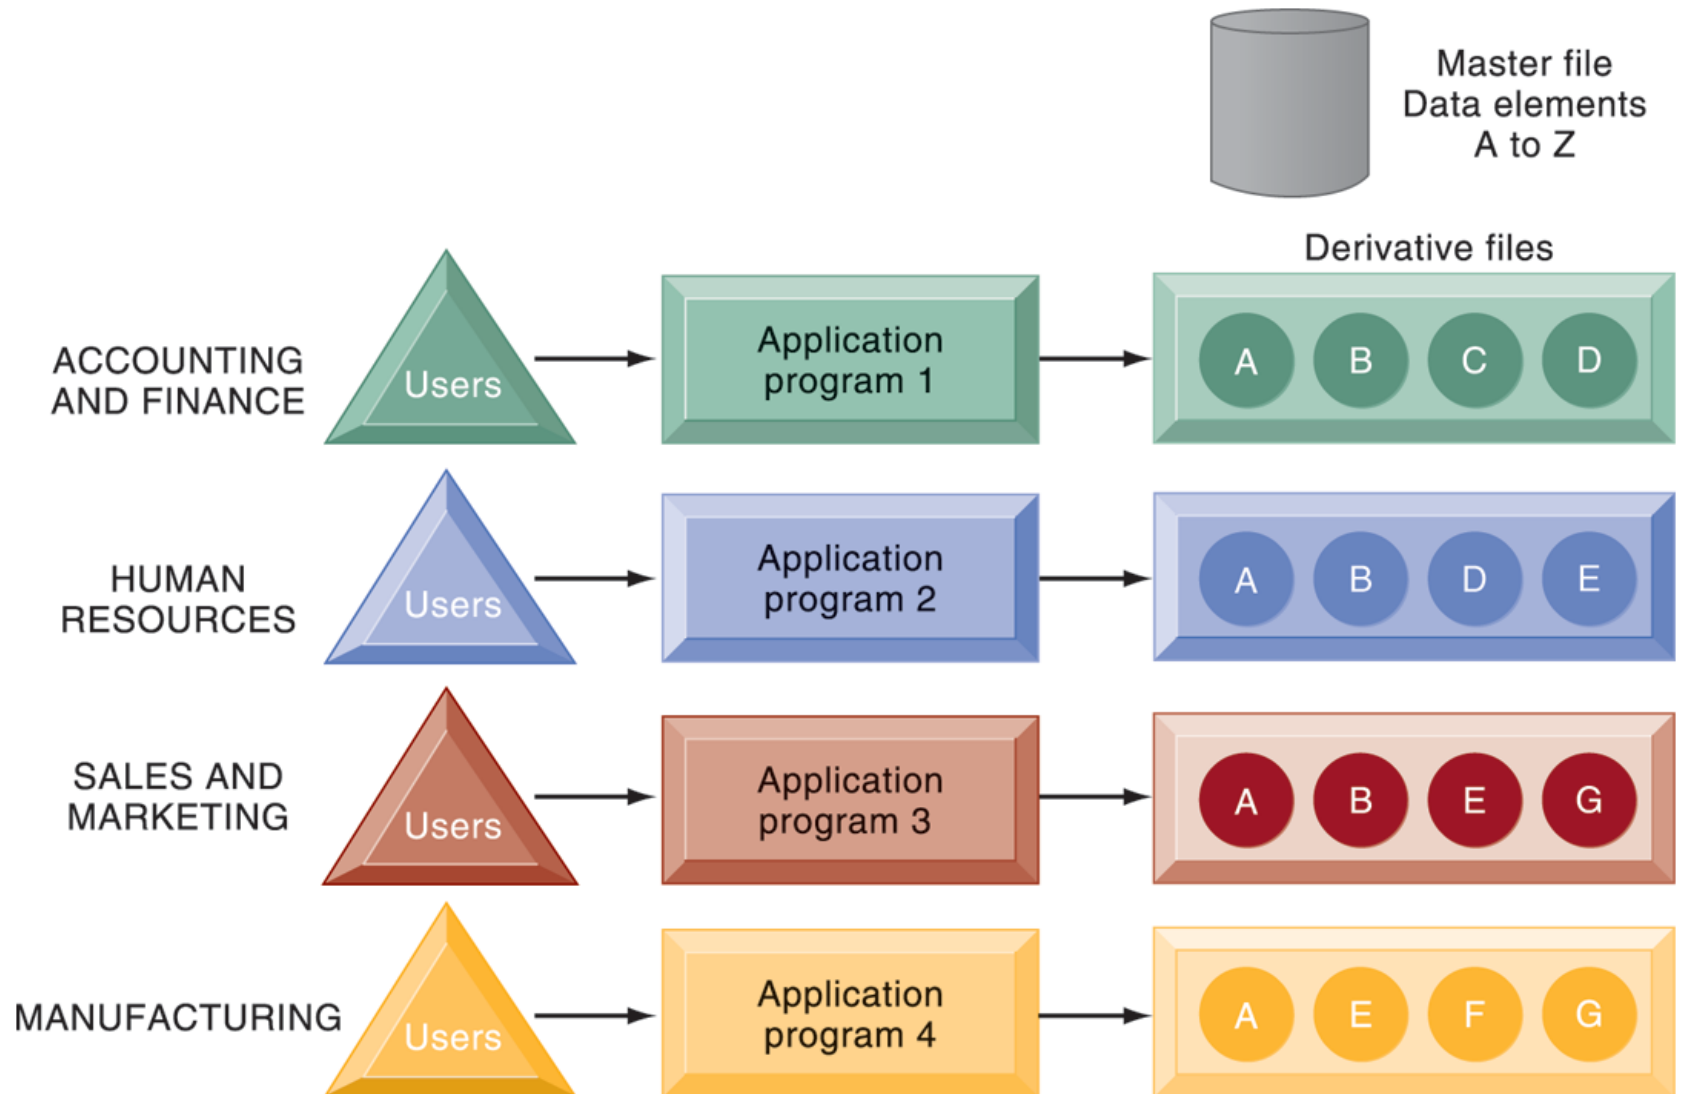 Master file
Data elements
A to Z
Derivative files
ACCOUNTING
AND FINANCE
Users
Application
program 1
A B C D
HUMAN
RESOURCES
Users
Application
program 2
A B D E
SALES AND
MARKETING
Users
Application
program 3
A B E G
MANUFACTURING
Users
Application
program 4
A E F G